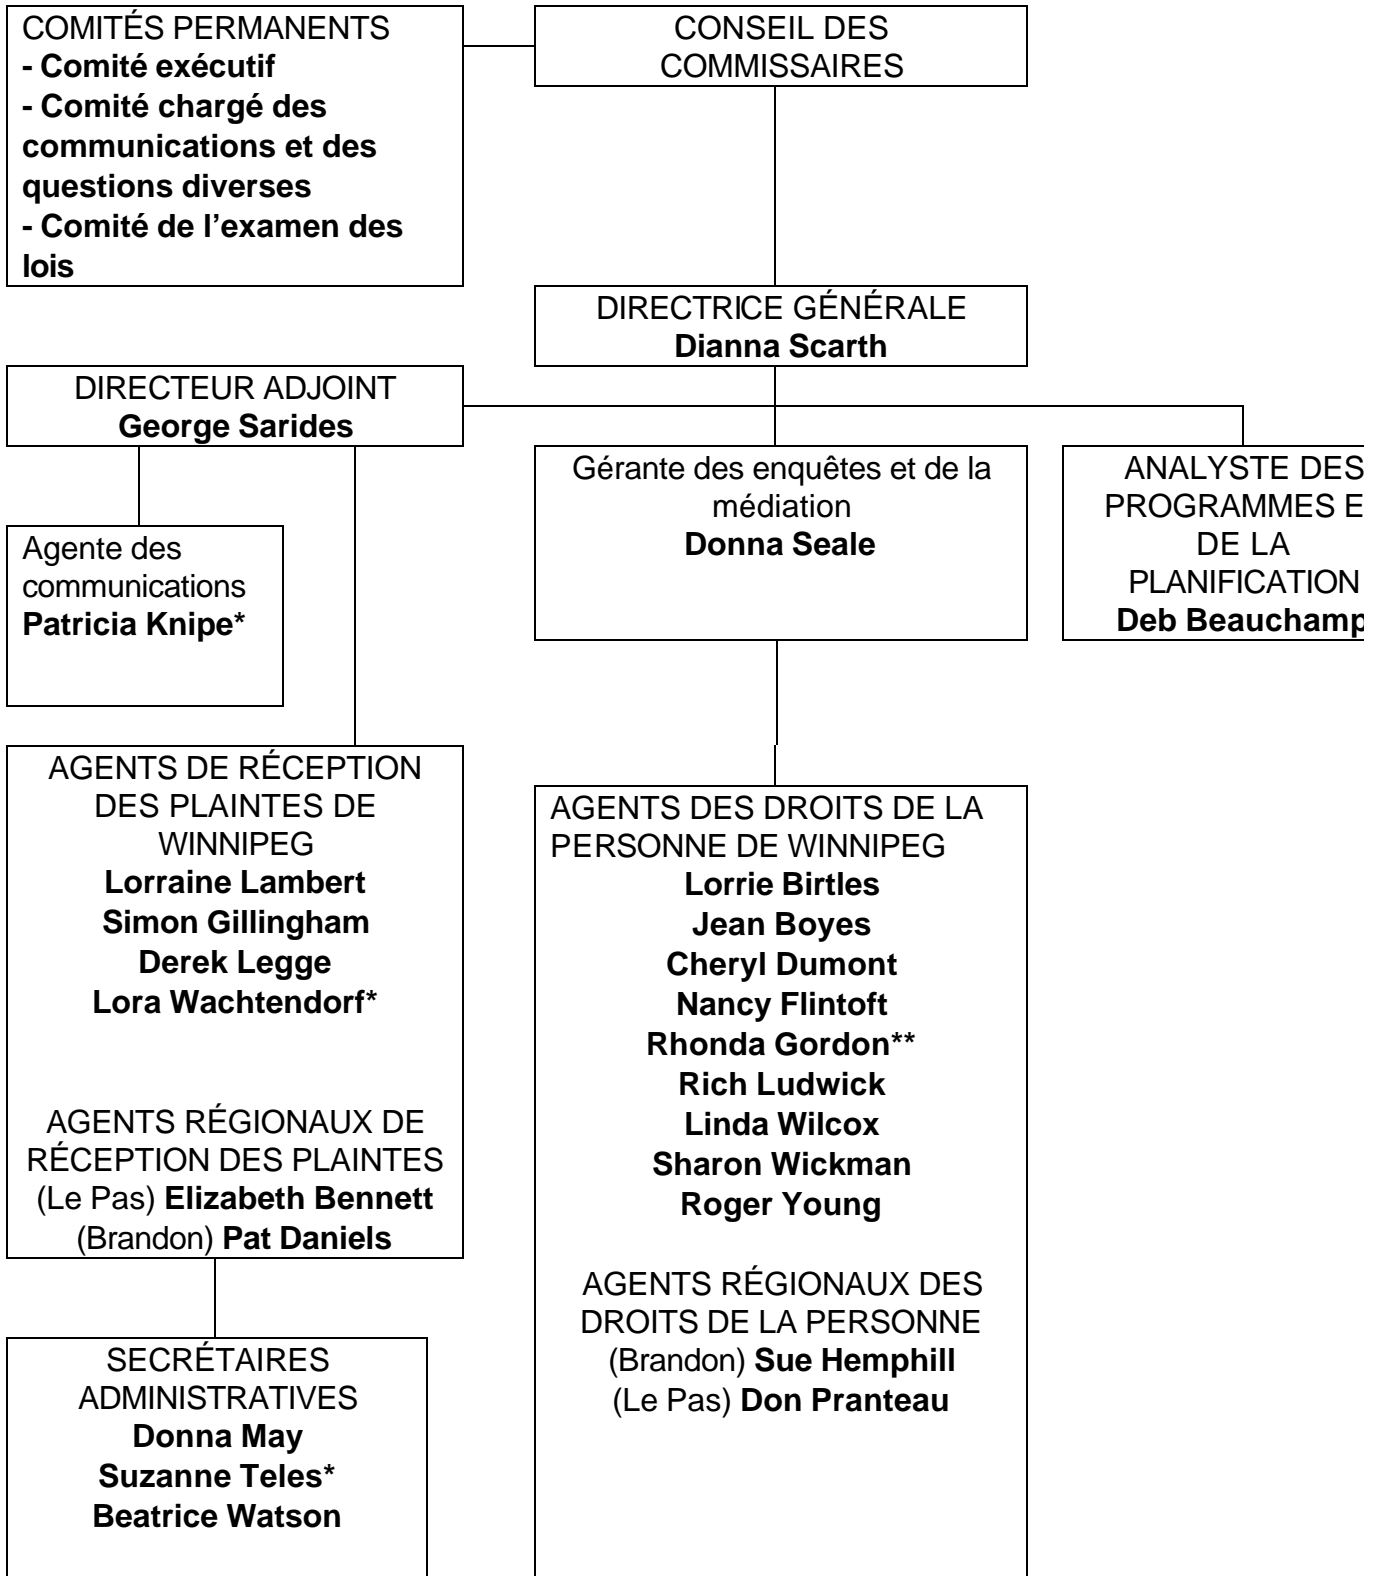 COMITÉS PERMANENTS
- Comité exécutif
- Comité chargé des
communications et des
questions diverses
- Comité de l’examen des
lois
CONSEIL DES
COMMISSAIRES
DIRECTRICE GÉNÉRALE
Dianna Scarth
DIRECTEUR ADJOINT
George Sarides
Gérante des enquêtes et de la
médiation
Donna Seale
ANALYSTE DES
PROGRAMMES E
DE LA
PLANIFICATION
Deb Beauchamp
Agente des
communications
Patricia Knipe*
AGENTS DE RÉCEPTION
DES PLAINTES DE
WINNIPEG
Lorraine Lambert
Simon Gillingham
Derek Legge
Lora Wachtendorf*
AGENTS RÉGIONAUX DE
RÉCEPTION DES PLAINTES
(Le Pas) Elizabeth Bennett
(Brandon) Pat Daniels
AGENTS DES DROITS DE LA
PERSONNE DE WINNIPEG
Lorrie Birtles
Jean Boyes
Cheryl Dumont
Nancy Flintoft
Rhonda Gordon**
Rich Ludwick
Linda Wilcox
Sharon Wickman
Roger Young
AGENTS RÉGIONAUX DES
DROITS DE LA PERSONNE
(Brandon) Sue Hemphill
(Le Pas) Don Pranteau
SECRÉTAIRES
ADMINISTRATIVES
Donna May
Suzanne Teles*
Beatrice Watson